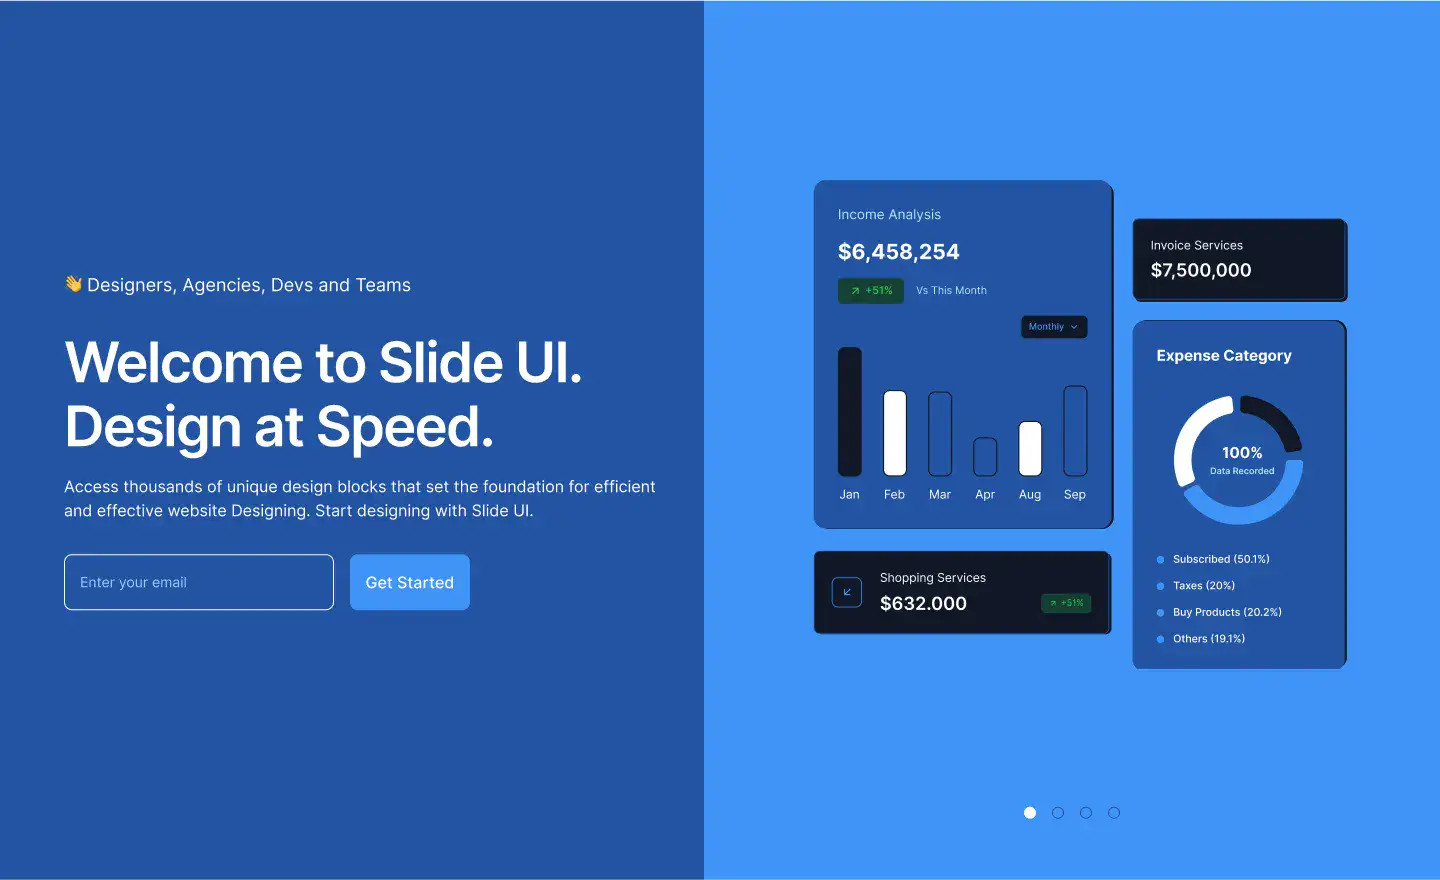 👋 Designers, Agencies, Devs and Teams
Welcome to Slide UI.
Design at Speed.
Access thousands of unique design blocks that set the foundation for efficient
and effective website Designing. Start designing with Slide UI.
Enter your email
Get Started
Income Analysis
$6,458,254
+51%
Vs This Month
Monthly
Jan Feb Mar Apr Aug Sep
Shopping Services
$632.000
+51%
Invoice Services
$7,500,000
Expense Category
100%
Data Recorded
Subscribed (50.1%)
Taxes (20%)
Buy Products (20.2%)
Others (19.1%)